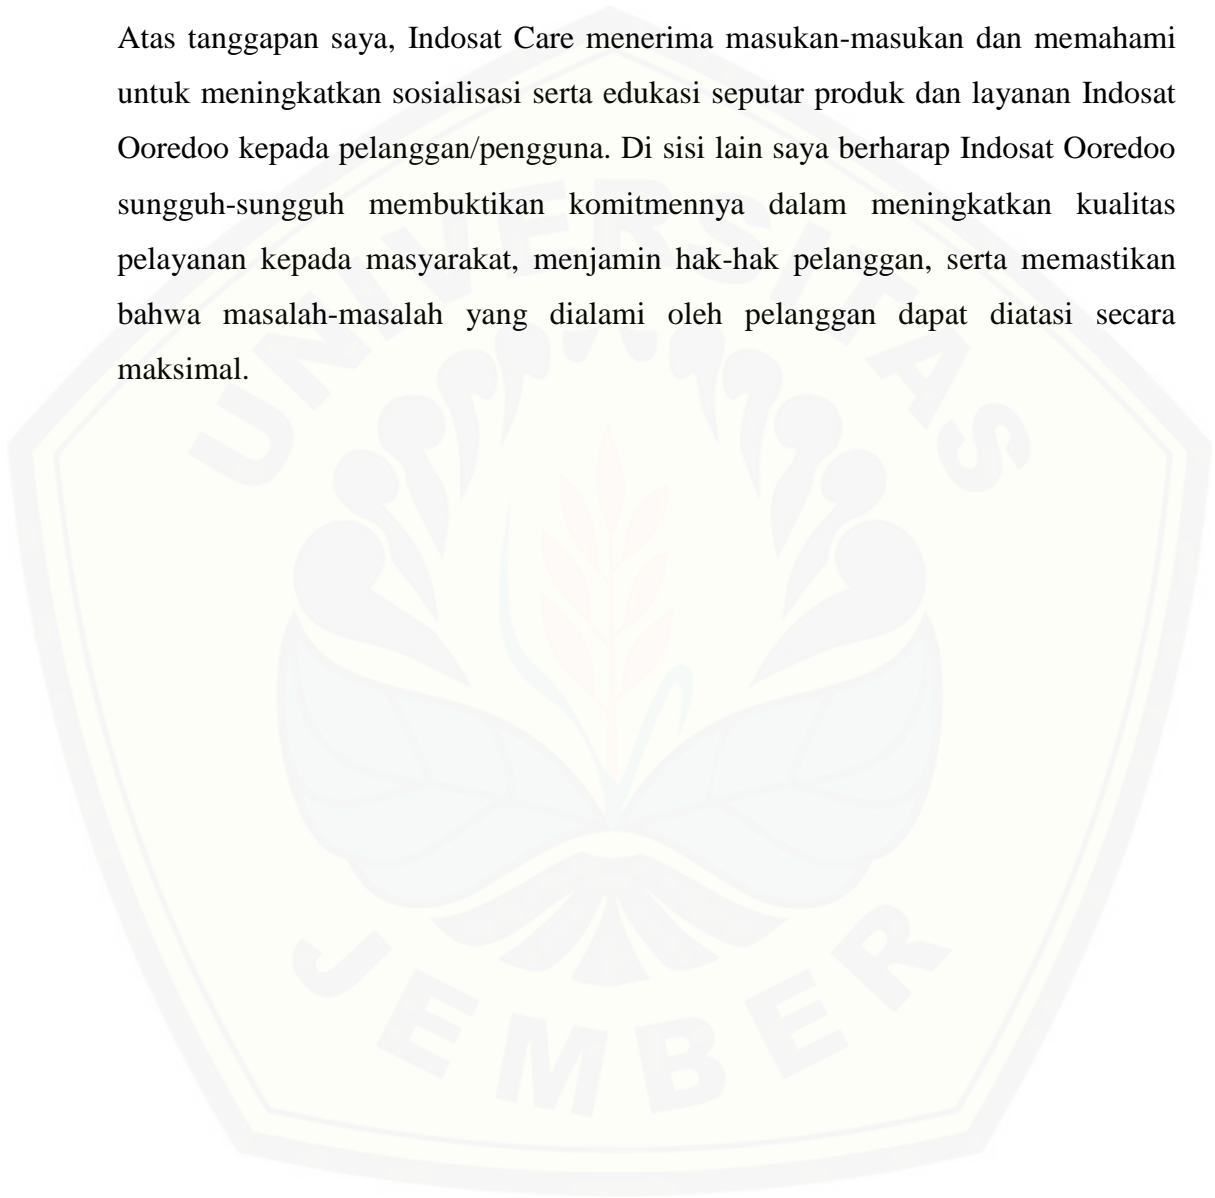 Atas tanggapan saya, Indosat Care menerima masukan-masukan dan memahami
untuk meningkatkan sosialisasi serta edukasi seputar produk dan layanan Indosat
Ooredoo kepada pelanggan/pengguna. Di sisi lain saya berharap Indosat Ooredoo
sungguh-sungguh membuktikan komitmennya dalam meningkatkan kualitas
pelayanan kepada masyarakat, menjamin hak-hak pelanggan, serta memastikan
bahwa masalah-masalah yang dialami oleh pelanggan dapat diatasi secara
maksimal.
UNIVERSITAS
JEMBER